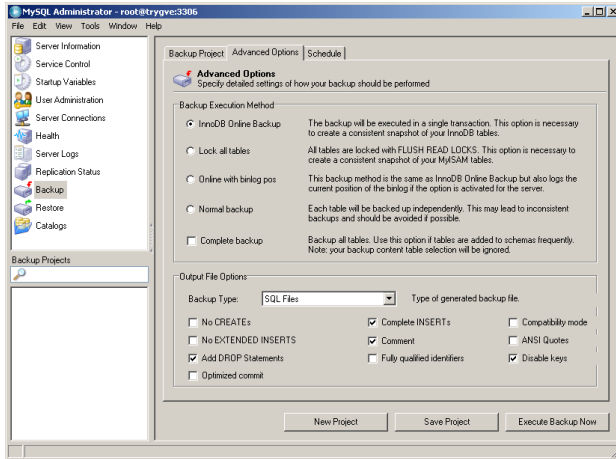 MySQL Administrator - root@trygve:3306
File Edit View Tools Window Help
Server Information
Service Control
Startup Variables
User Administration
Server Connections
Health
Server Logs
Replication Status
Backup
Restore
Catalogs
Backup Projects
Backup Project Advanced Options Schedule
Advanced Options
Specify detailed settings of how your backup should be performed
Backup Execution Method
InnoDB Online Backup
The backup will be executed in a single transaction. This option is necessary
to create a consistent snapshot of your InnoDB tables.
Lock all tables
All tables are locked with FLUSH READ LOCKS. This option is necessary to
create a consistent snapshot of your MyISAM tables.
Online with binlog pos
This backup method is the same as InnoDB Online Backup but also logs the
current position of the binlog if the option is activated for the server.
Normal backup
Each table will be backed up independently. This may lead to inconsistent
backups and should be avoided if possible.
Complete backup
Backup all tables. Use this option if tables are added to schemas frequently.
Note: your backup content table selection will be ignored.
Output File Options
Backup Type: SQL Files Type of generated backup file.
No CREATEs Complete INSERTs Compatibility mode
No EXTENDED INSERTS Comment ANSI Quotes
Add DROP Statements Fully qualified identifiers Disable keys
Optimized commit
New Project Save Project Execute Backup Now